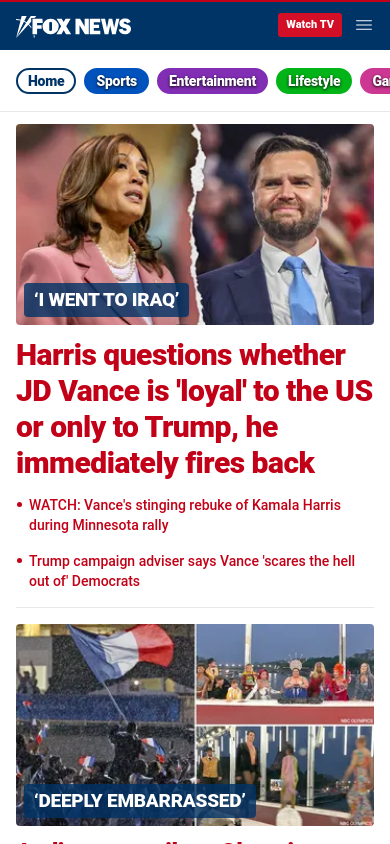 FOX NEWS
Watch TV
Home
Sports
Entertainment
Lifestyle
‘I WENT TO IRAQ’
Harris questions whether
JD Vance is 'loyal' to the US
or only to Trump, he
immediately fires back
• WATCH: Vance's stinging rebuke of Kamala Harris
during Minnesota rally
• Trump campaign adviser says Vance 'scares the hell
out of' Democrats
NBC OLYMPICS
NBC OLYMPICS
‘DEEPLY EMBARRASSED’